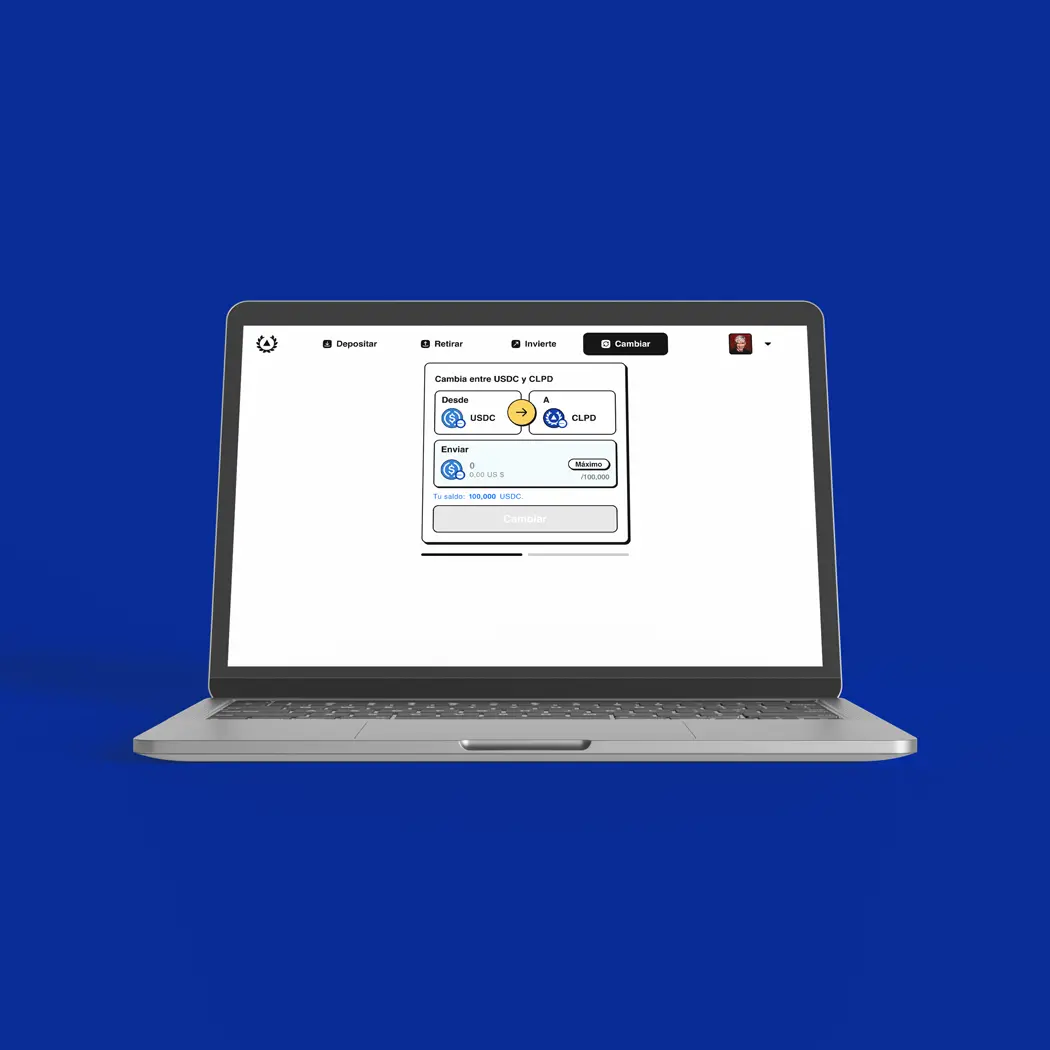 Depositar Retirar Invierte Cambiar
Cambia entre USDC y CLPD
Desde A
USDC CLPD
Enviar
0 Máximo
0.00 US $ /100,000
Tu saldo: 100,000 USDC.
Cambiar